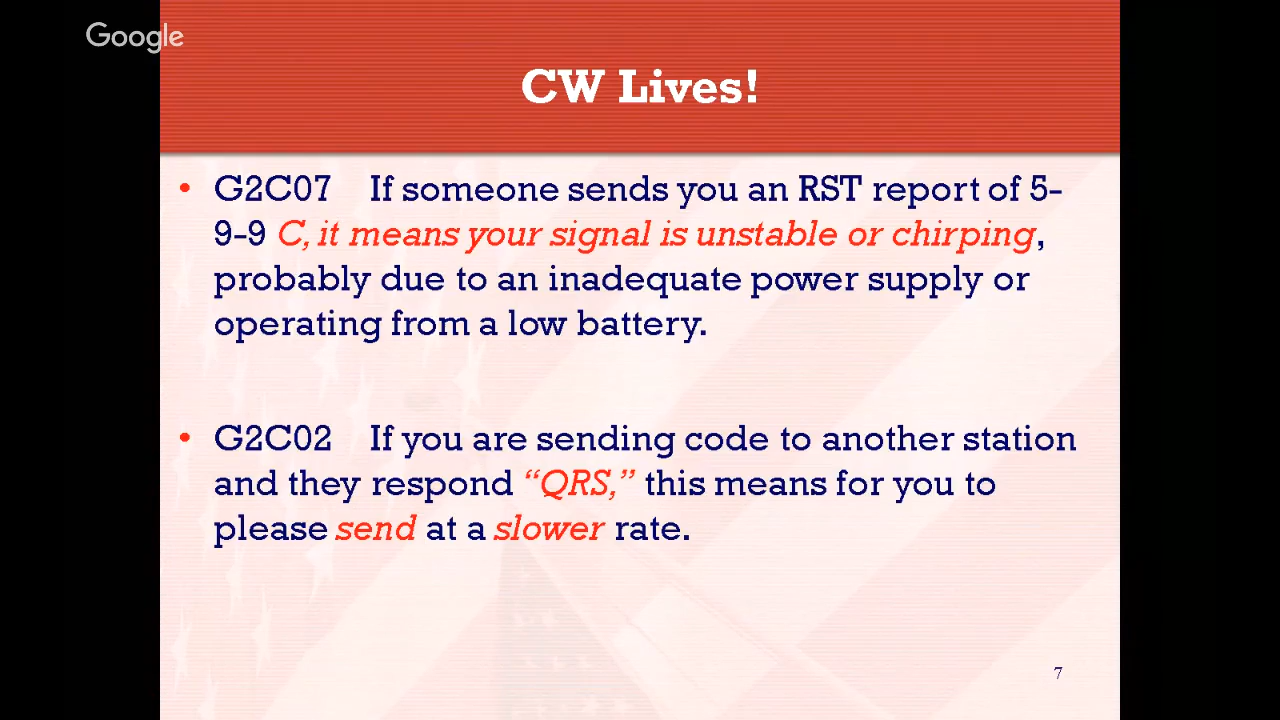 Google
CW Lives!
• G2C07 If someone sends you an RST report of 5-
9-9 C, it means your signal is unstable or chirping,
probably due to an inadequate power supply or
operating from a low battery.
• G2C02 If you are sending code to another station
and they respond “QRS,” this means for you to
please send at a slower rate.
7